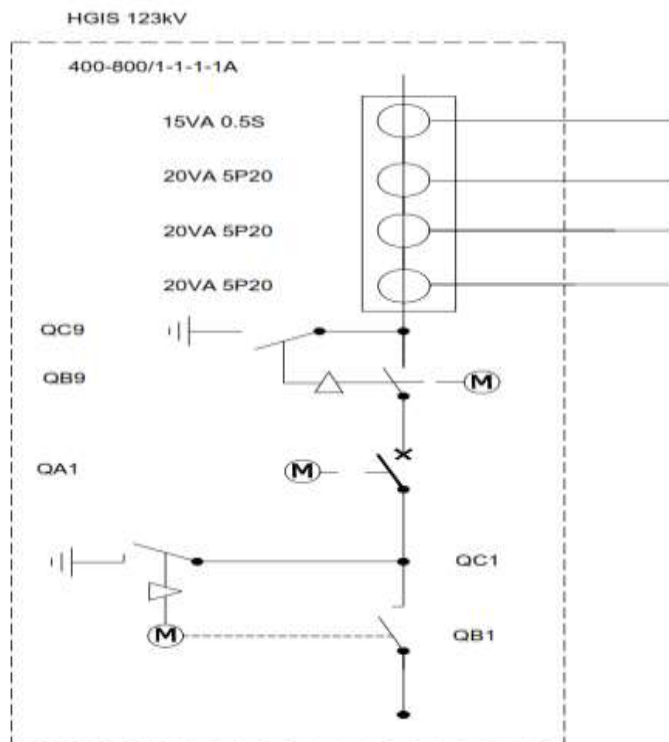 HGIS 123kV
400-800/1-1-1-1A
15VA 0.5S
20VA 5P20
20VA 5P20
20VA 5P20
QC9
QB9
M
QA1
M
QC1
M
QB1